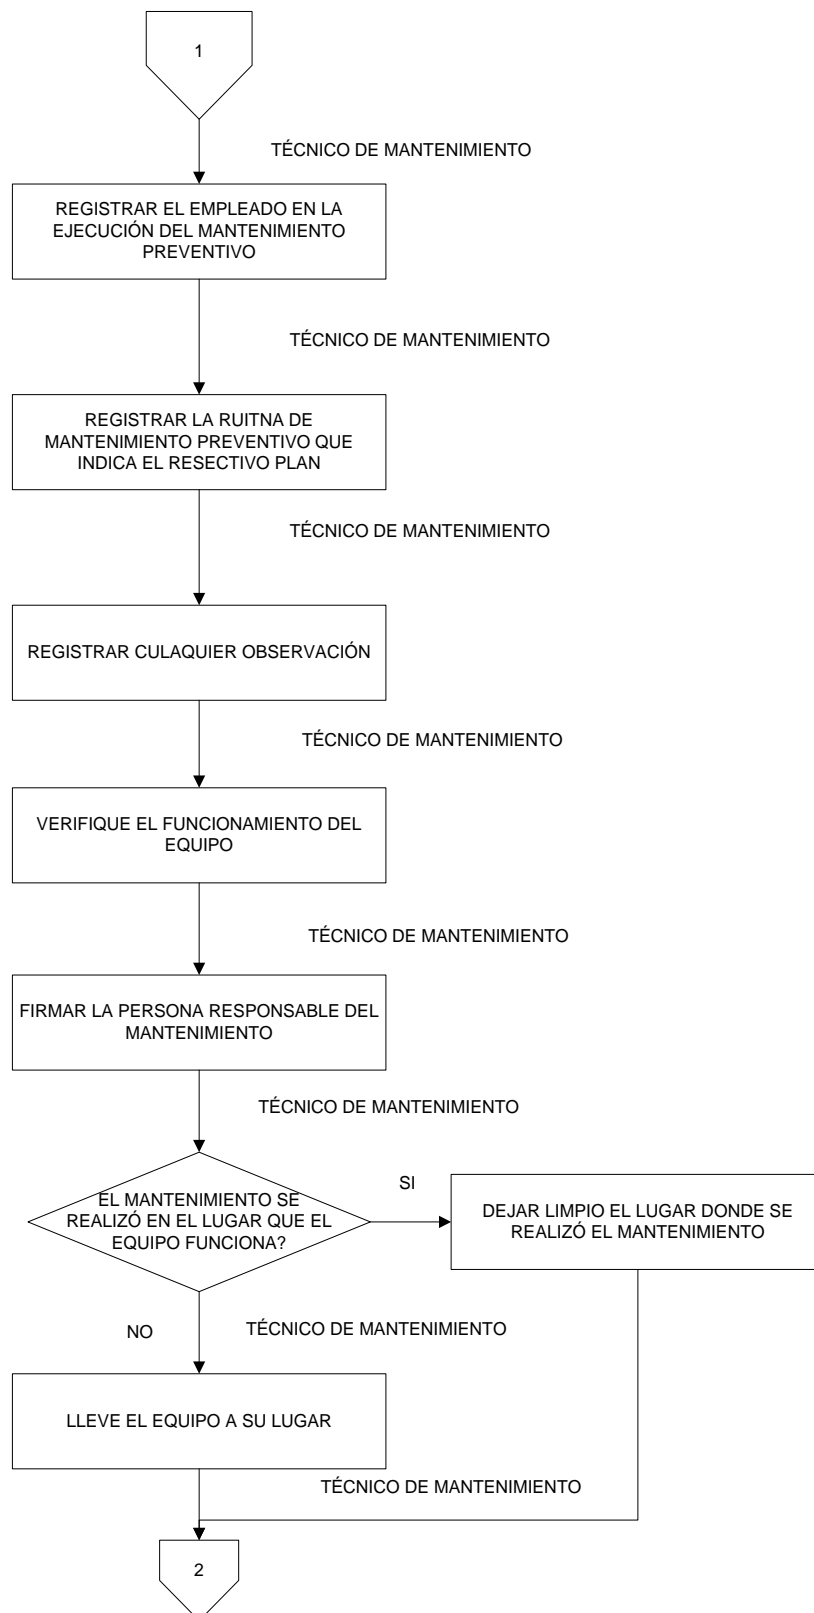 1
TÉCNICO DE MANTENIMIENTO
REGISTRAR EL EMPLEADO EN LA
EJECUCIÓN DEL MANTENIMIENTO
PREVENTIVO
TÉCNICO DE MANTENIMIENTO
REGISTRAR LA RUITNA DE
MANTENIMIENTO PREVENTIVO QUE
INDICA EL RESECTIVO PLAN
TÉCNICO DE MANTENIMIENTO
REGISTRAR CULAQUIER OBSERVACIÓN
TÉCNICO DE MANTENIMIENTO
VERIFIQUE EL FUNCIONAMIENTO DEL
EQUIPO
TÉCNICO DE MANTENIMIENTO
FIRMAR LA PERSONA RESPONSABLE DEL
MANTENIMIENTO
TÉCNICO DE MANTENIMIENTO
EL MANTENIMIENTO SE
REALIZÓ EN EL LUGAR QUE EL
EQUIPO FUNCIONA?
SI
DEJAR LIMPIO EL LUGAR DONDE SE
REALIZÓ EL MANTENIMIENTO
NO
TÉCNICO DE MANTENIMIENTO
LLEVE EL EQUIPO A SU LUGAR
TÉCNICO DE MANTENIMIENTO
2